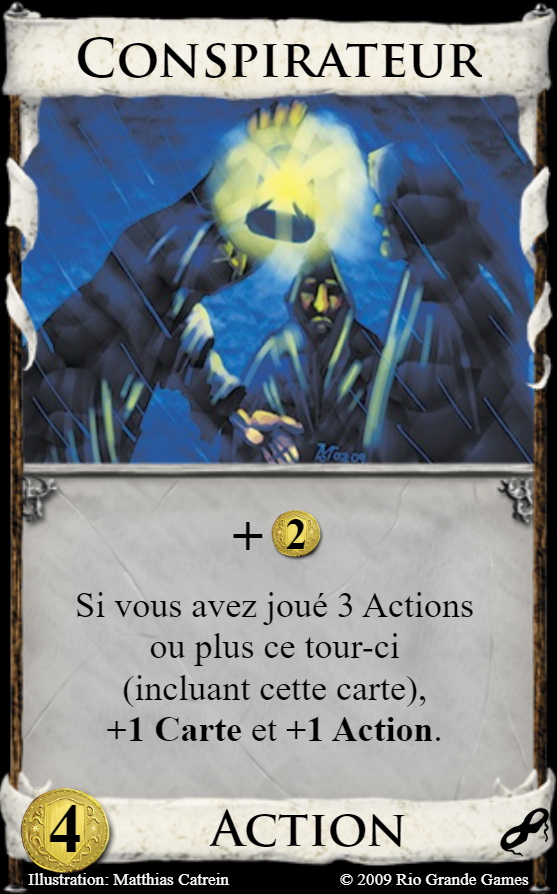 CONSPIRATEUR
+ 2
Si vous avez joué 3 Actions
ou plus ce tour-ci
(incluant cette carte),
+1 Carte et +1 Action.
4
ACTION
Illustration: Matthias Catrein
© 2009 Rio Grande Games